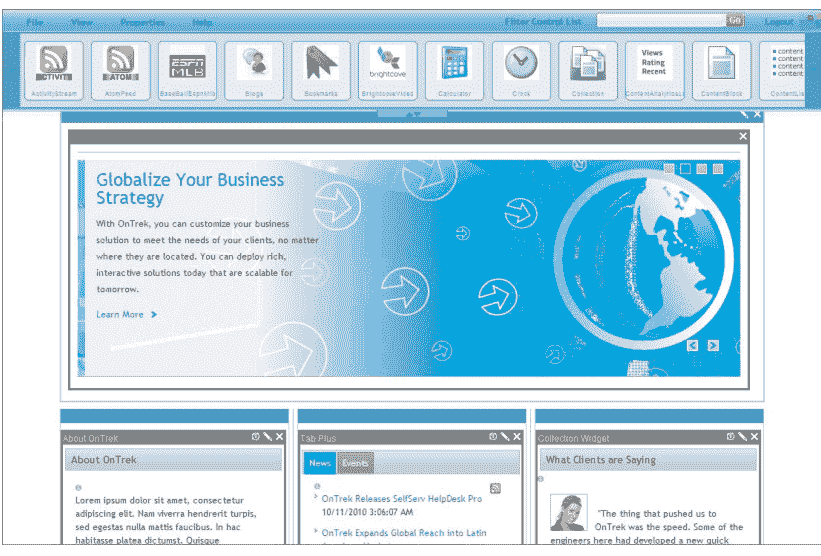 File View Properties Help Filter Control List Go Logout
ACTIVIT ATOM ESPN MLB brightcove Views Rating Recent content content content content
ActivityStream AtomFeed BaseBallEspnMlb Blogs Bookmarks BrightcoveVideo Calculator Clock Collection ContentAnalytics ContentBlock ContentLis
Globalize Your Business
Strategy
With OnTrek, you can customize your business
solution to meet the needs of your clients, no matter
where they are located. You can deploy rich,
interactive solutions today that are scalable for
tomorrow.
Learn More
About OnTrek
About OnTrek
Lorem ipsum dolor sit amet, consectetur
adipiscing elit. Nam viverra hendrerit turpis,
sed egestas nulla mattis faucibus. In hac
habitasse platea dictumst. Quisque
Tab Plus
News Events
OnTrek Releases SelfServ HelpDesk Pro
10/11/2010 3:06:07 AM
OnTrek Expands Global Reach into Latin
Collection Widget
What Clients are Saying
"The thing that pushed us to
OnTrek was the speed. Some of the
engineers here had developed a new quick